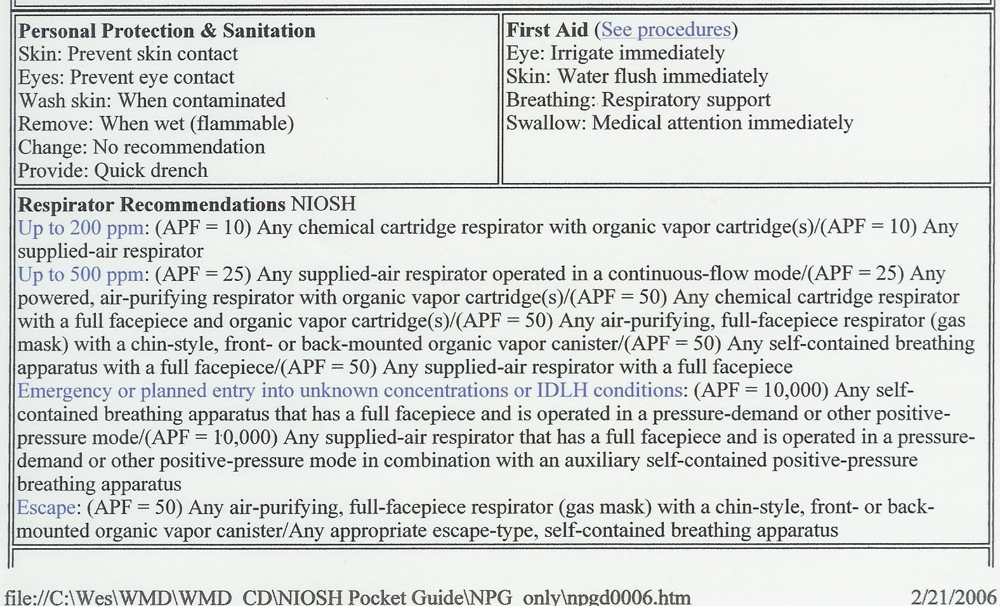 Personal Protection & Sanitation
Skin: Prevent skin contact
Eyes: Prevent eye contact
Wash skin: When contaminated
Remove: When wet (flammable)
Change: No recommendation
Provide: Quick drench
First Aid (See procedures)
Eye: Irrigate immediately
Skin: Water flush immediately
Breathing: Respiratory support
Swallow: Medical attention immediately
Respirator Recommendations NIOSH
Up to 200 ppm: (APF = 10) Any chemical cartridge respirator with organic vapor cartridge(s)/(APF = 10) Any
supplied-air respirator
Up to 500 ppm: (APF = 25) Any supplied-air respirator operated in a continuous-flow mode/(APF = 25) Any
powered, air-purifying respirator with organic vapor cartridge(s)/(APF = 50) Any chemical cartridge respirator
with a full facepiece and organic vapor cartridge(s)/(APF = 50) Any air-purifying, full-facepiece respirator (gas
mask) with a chin-style, front- or back-mounted organic vapor canister/(APF = 50) Any self-contained breathing
apparatus with a full facepiece/(APF = 50) Any supplied-air respirator with a full facepiece
Emergency or planned entry into unknown concentrations or IDLH conditions: (APF = 10,000) Any self-
contained breathing apparatus that has a full facepiece and is operated in a pressure-demand or other positive-
pressure mode/(APF = 10,000) Any supplied-air respirator that has a full facepiece and is operated in a pressure-
demand or other positive-pressure mode in combination with an auxiliary self-contained positive-pressure
breathing apparatus
Escape: (APF = 50) Any air-purifying, full-facepiece respirator (gas mask) with a chin-style, front- or back-
mounted organic vapor canister/Any appropriate escape-type, self-contained breathing apparatus
file://C:\Wes\WMD\WMD_CD\NIOSH Pocket Guide\NPG_only\npgd0006.htm
2/21/2006